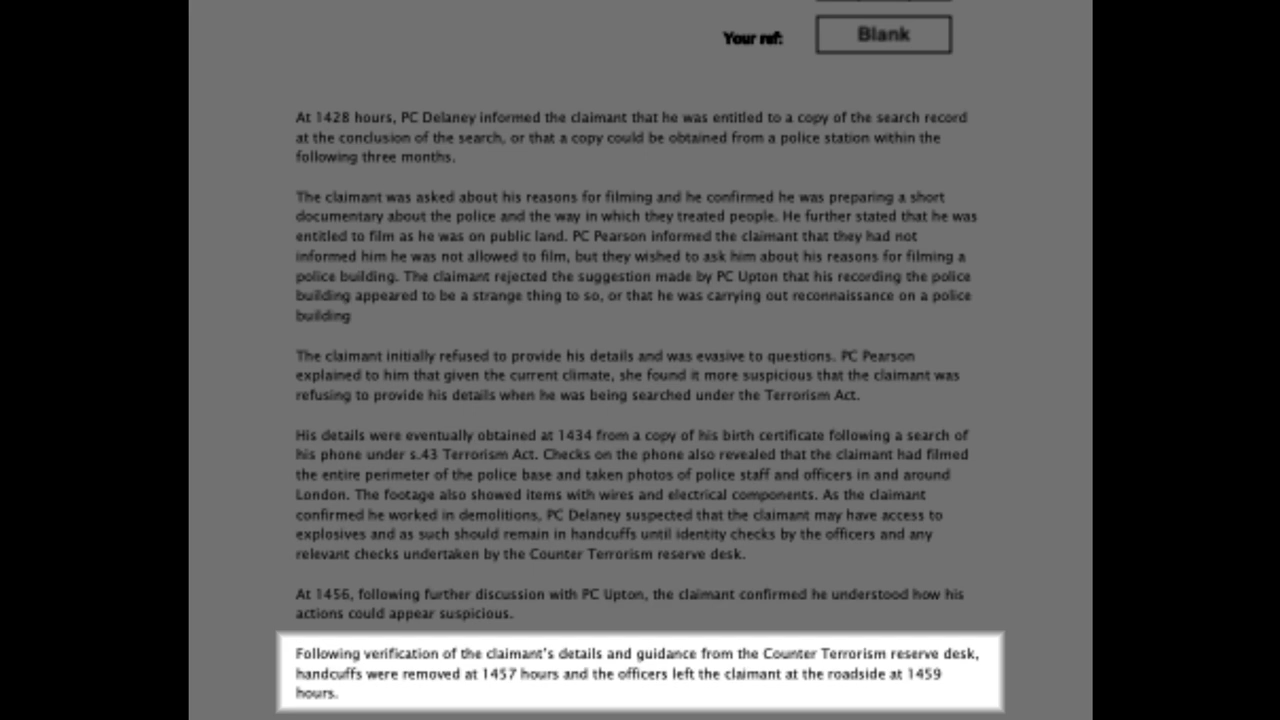 Your ref:
Blank
At 1428 hours, PC Delaney informed the claimant that he was entitled to a copy of the search record
at the conclusion of the search, or that a copy could be obtained from a police station within the
following three months.
The claimant was asked about his reasons for filming and he confirmed he was preparing a short
documentary about the police and the way in which they treated people. He further stated that he was
entitled to film as he was on public land. PC Pearson informed the claimant that they had not
informed him he was not allowed to film, but they wished to ask him about his reasons for filming a
police building. The claimant rejected the suggestion made by PC Upton that his recording the police
building appeared to be a strange thing to so, or that he was carrying out reconnaissance on a police
building
The claimant initially refused to provide his details and was evasive to questions. PC Pearson
explained to him that given the current climate, she found it more suspicious that the claimant was
refusing to provide his details when he was being searched under the Terrorism Act.
His details were eventually obtained at 1434 from a copy of his birth certificate following a search of
his phone under s.43 Terrorism Act. Checks on the phone also revealed that the claimant had filmed
the entire perimeter of the police base and taken photos of police staff and officers in and around
London. The footage also showed items with wires and electrical components. As the claimant
confirmed he worked in demolitions, PC Delaney suspected that the claimant may have access to
explosives and as such should remain in handcuffs until identity checks by the officers and any
relevant checks undertaken by the Counter Terrorism reserve desk.
At 1456, following further discussion with PC Upton, the claimant confirmed he understood how his
actions could appear suspicious.
Following verification of the claimant's details and guidance from the Counter Terrorism reserve desk,
handcuffs were removed at 1457 hours and the officers left the claimant at the roadside at 1459
hours.